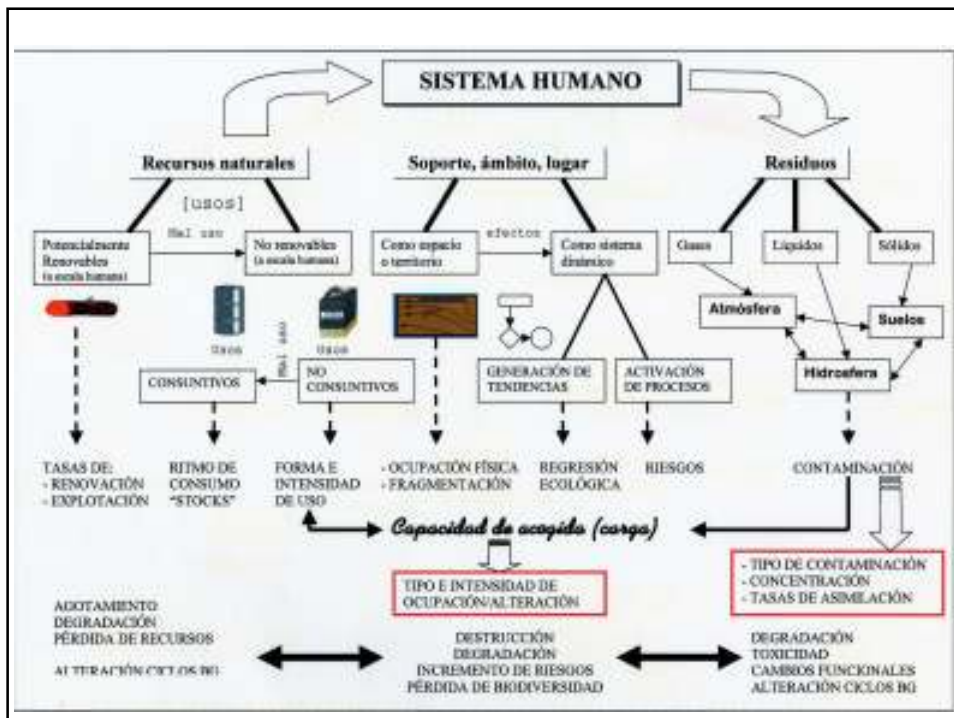 SISTEMA HUMANO
Recursos naturales
Soporte, ámbito, lugar
Residuos
[usos]
Mal uso
Potencialmente
Renovables
(a escala humana)
No renovables
(a escala humana)
Como espacio
o territorio
efectos
Como sistema
dinámico
Gases
Líquidos
Sólidos
Atmósfera
Suelos
Hidrosfera
Usos
Mal uso
Usos
CONSUNTIVOS
NO
CONSUNTIVOS
GENERACIÓN DE
TENDENCIAS
ACTIVACIÓN
DE PROCESOS
TASAS DE:
- RENOVACIÓN
- EXPLOTACIÓN
RITMO DE
CONSUMO
“STOCKS”
FORMA E
INTENSIDAD
DE USO
- OCUPACIÓN FÍSICA
- FRAGMENTACIÓN
REGRESIÓN
ECOLÓGICA
RIESGOS
CONTAMINACIÓN
Capacidad de acogida (carga)
TIPO E INTENSIDAD DE
OCUPACIÓN/ALTERACIÓN
- TIPO DE CONTAMINACIÓN
- CONCENTRACIÓN
- TASAS DE ASIMILACIÓN
AGOTAMIENTO
DEGRADACIÓN
PÉRDIDA DE RECURSOS
ALTERACIÓN CICLOS BG
DESTRUCCIÓN
DEGRADACIÓN
INCREMENTO DE RIESGOS
PÉRDIDA DE BIODIVERSIDAD
DEGRADACIÓN
TOXICIDAD
CAMBIOS FUNCIONALES
ALTERACIÓN CICLOS BG